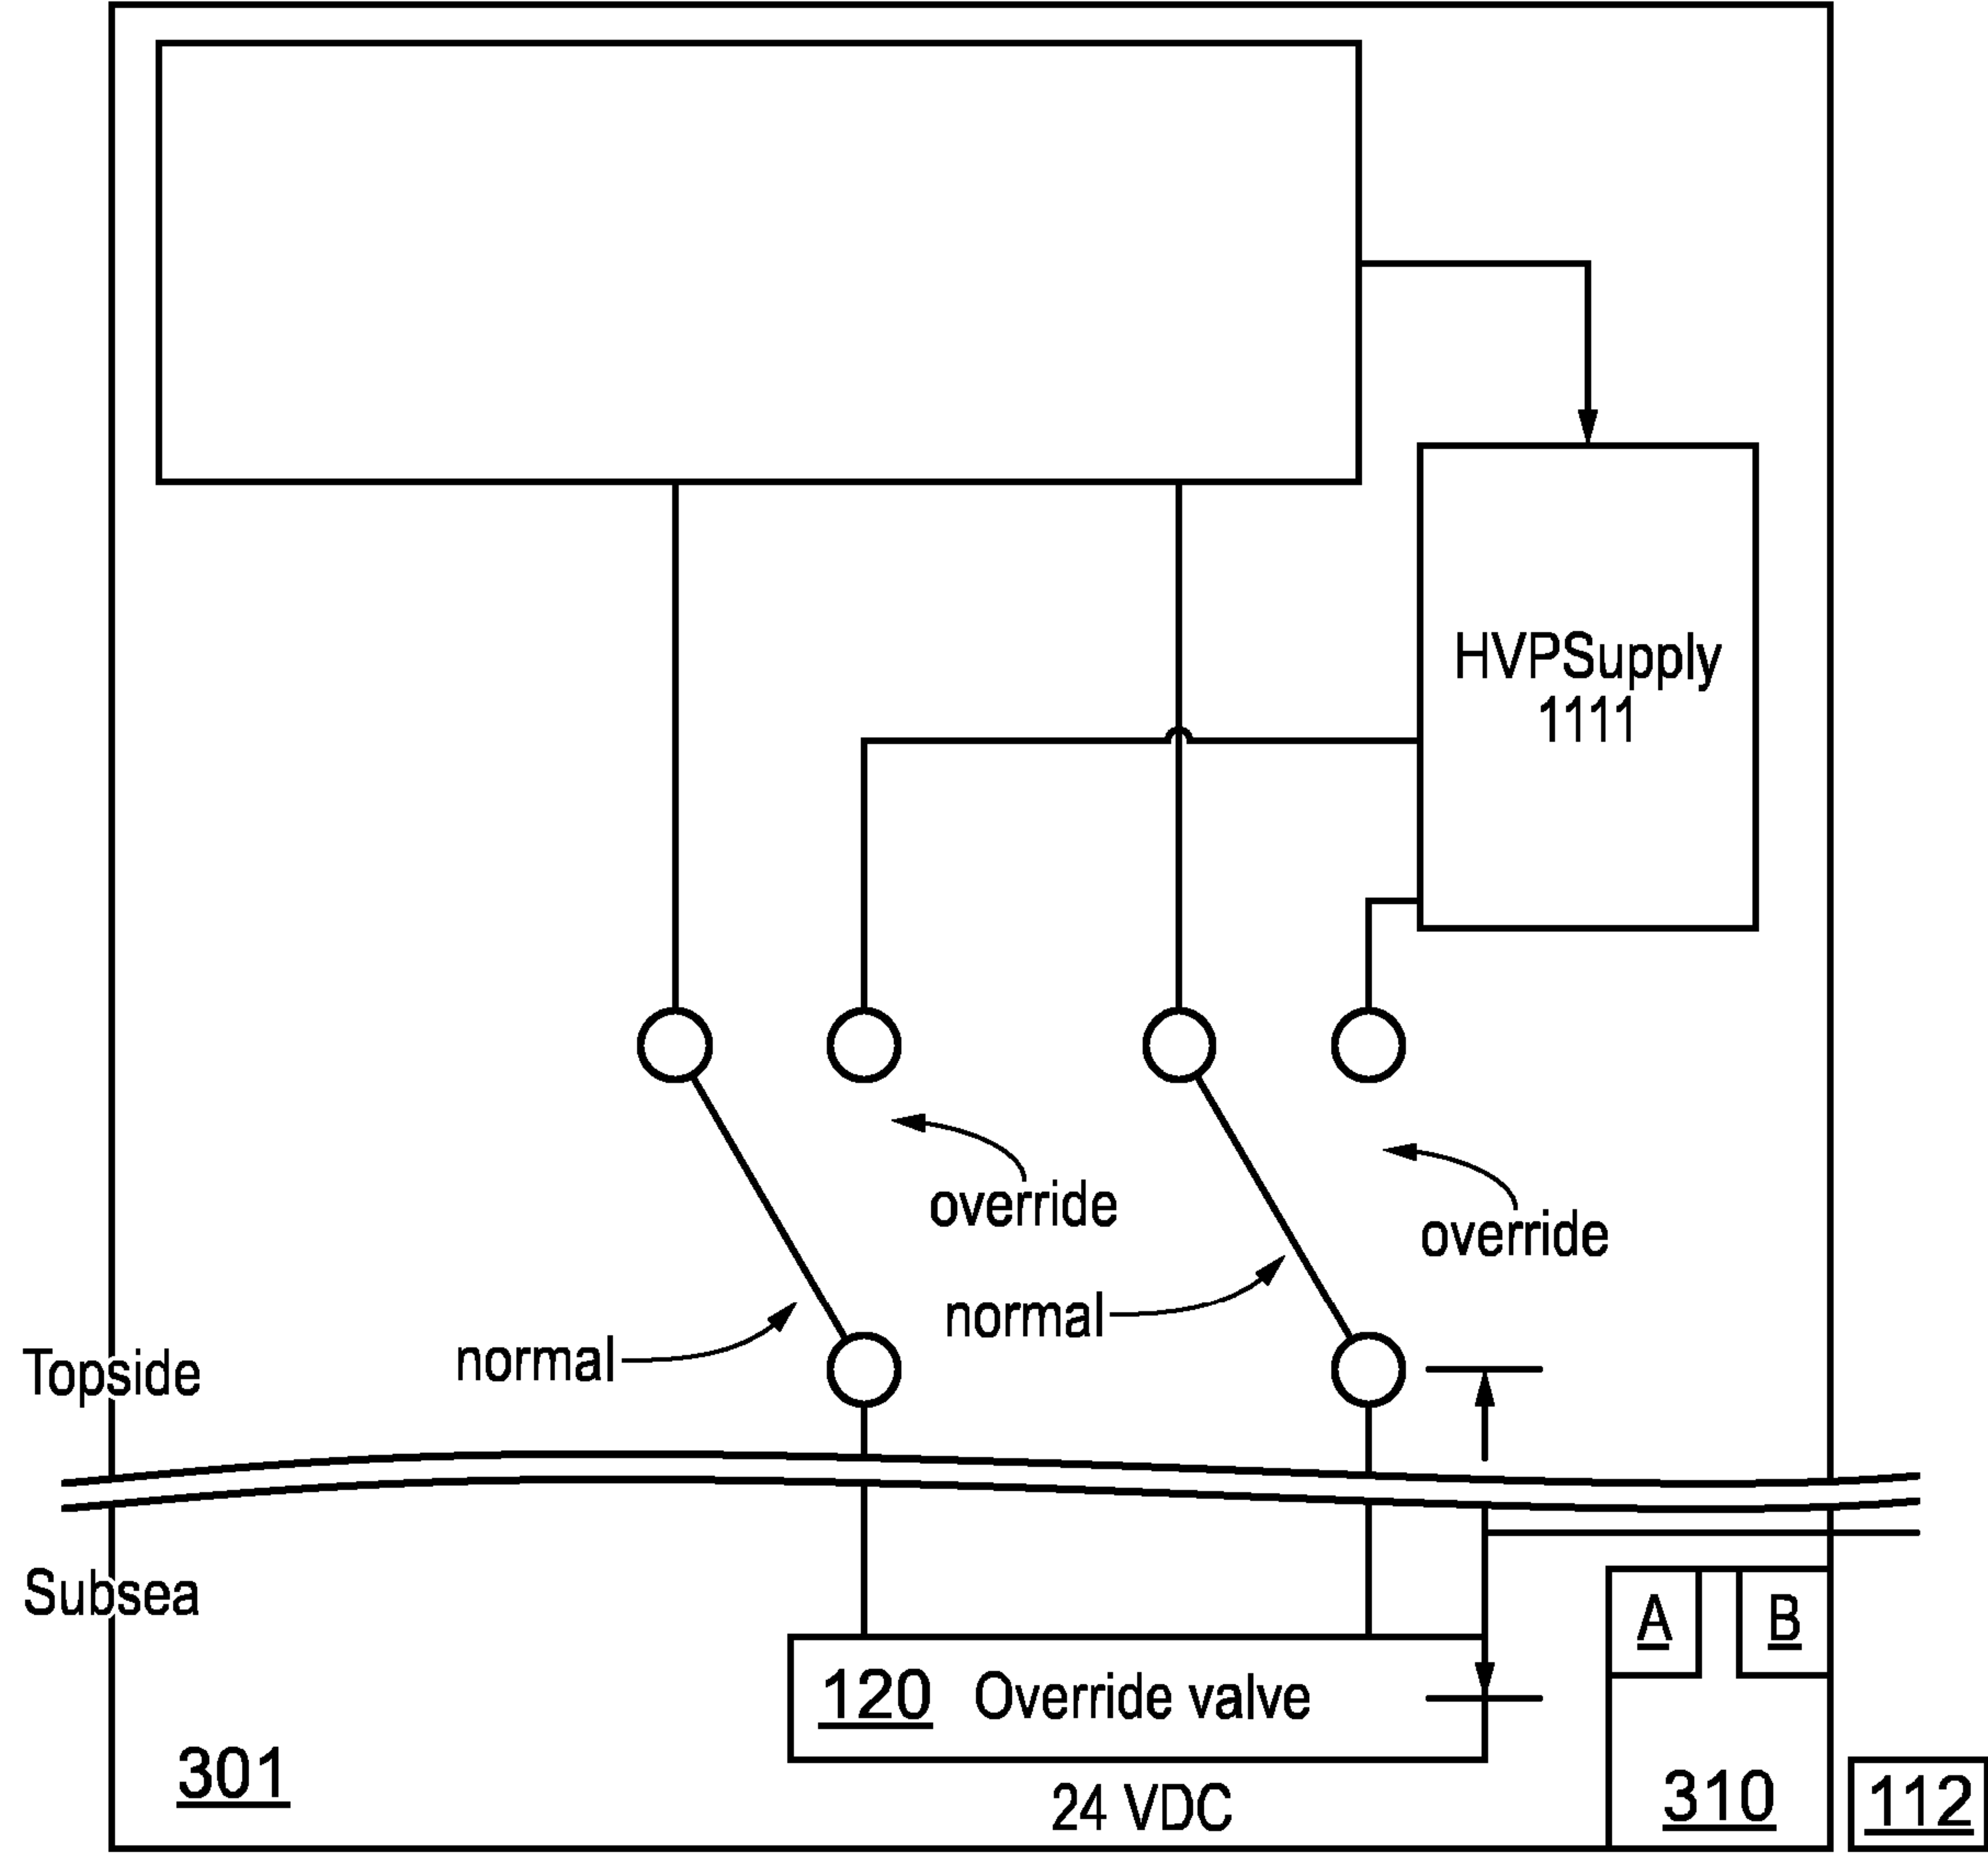 HVPSupply
1111
override
override
normal
normal
Topside
Subsea
A
B
120 Override valve
301
24 VDC
310
112